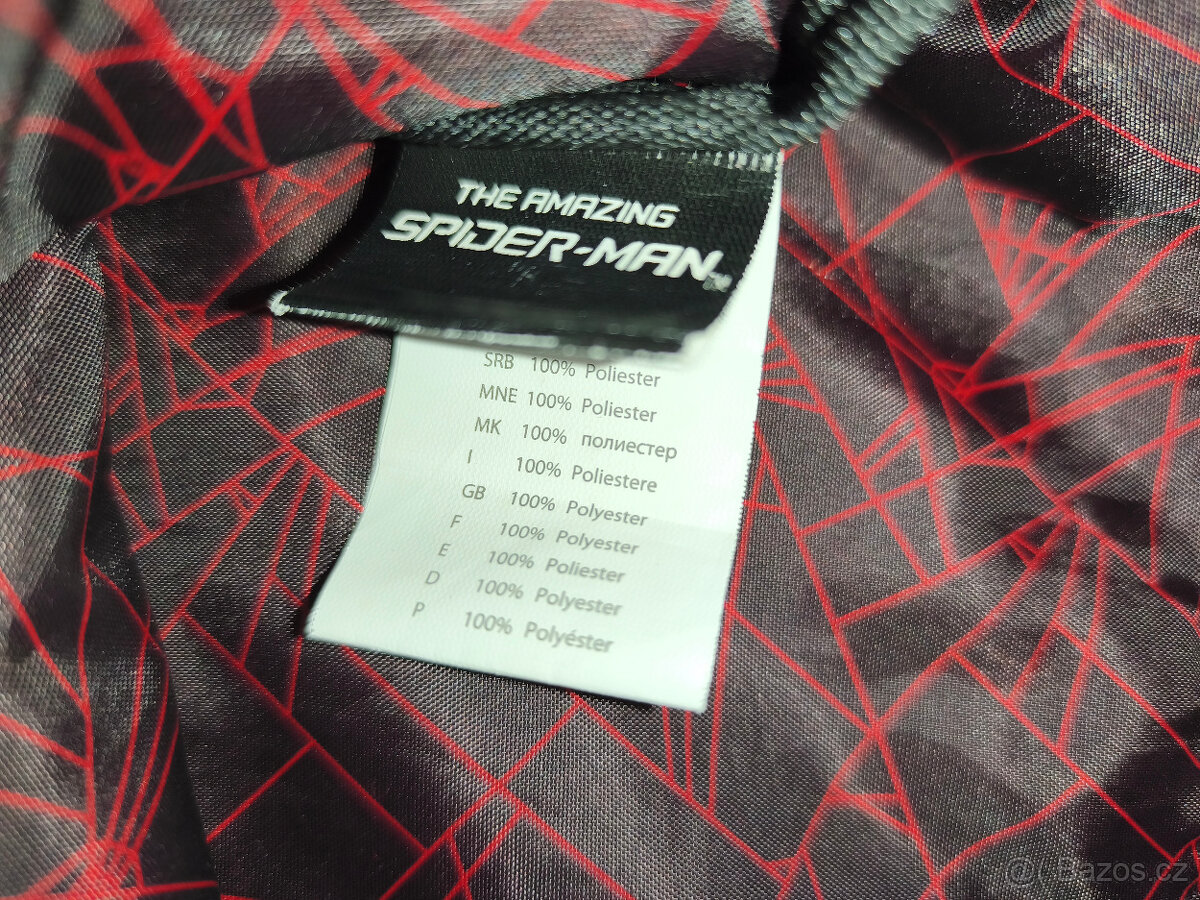 THE AMAZING
SPIDER-MAN™
SRB 100% Poliester
MNE 100% Poliester
MK 100% полиестер
I 100% Poliestere
GB 100% Polyester
F 100% Polyester
E 100% Poliester
D 100% Polyester
P 100% Polyéster
Bazos.cz